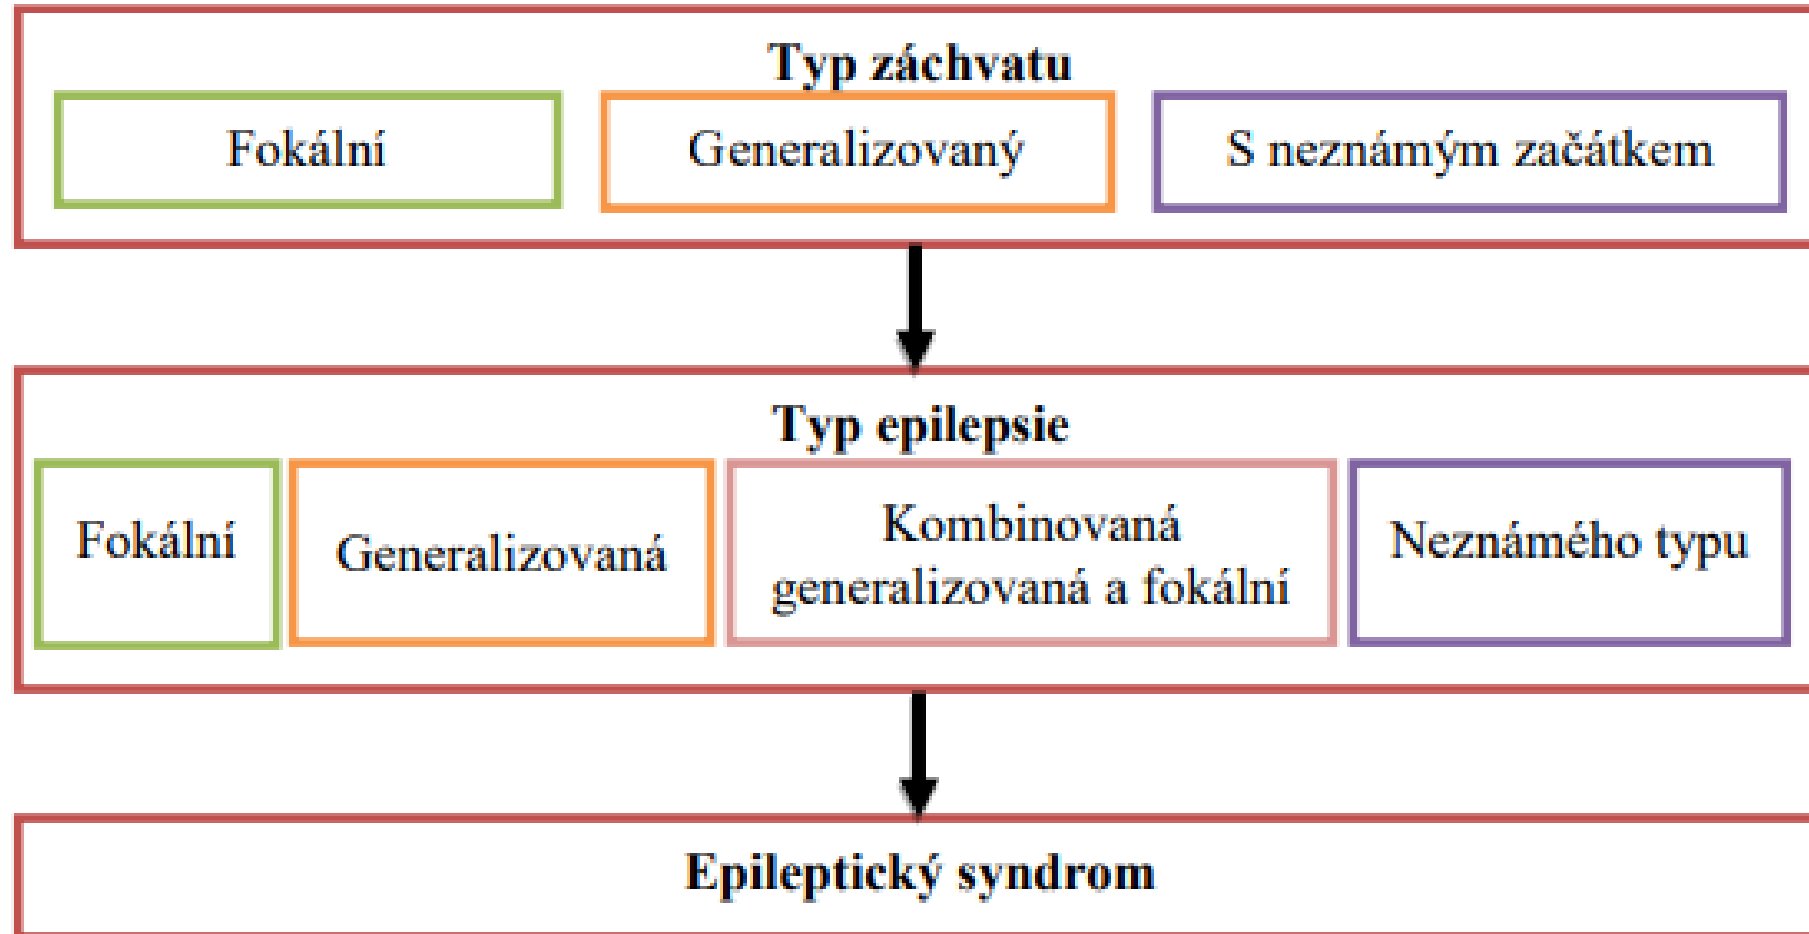 Typ záchvatu
Fokální
Generalizovaný
S neznámým začátkem
Typ epilepsie
Fokální
Generalizovaná
Kombinovaná
generalizovaná a fokální
Neznámého typu
Epileptický syndrom